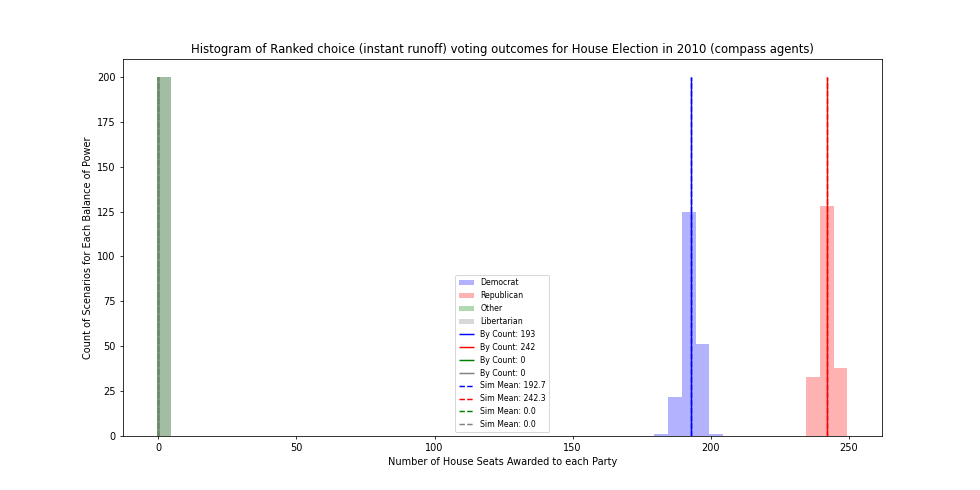 Histogram of Ranked choice (instant runoff) voting outcomes for House Election in 2010 (compass agents)
200
175
150
125
100
75
50
25
0
Count of Scenarios for Each Balance of Power
Democrat
Republican
Other
Libertarian
By Count: 193
By Count: 242
By Count: 0
By Count: 0
Sim Mean: 192.7
Sim Mean: 242.3
Sim Mean: 0.0
Sim Mean: 0.0
0 50 100 150 200 250
Number of House Seats Awarded to each Party